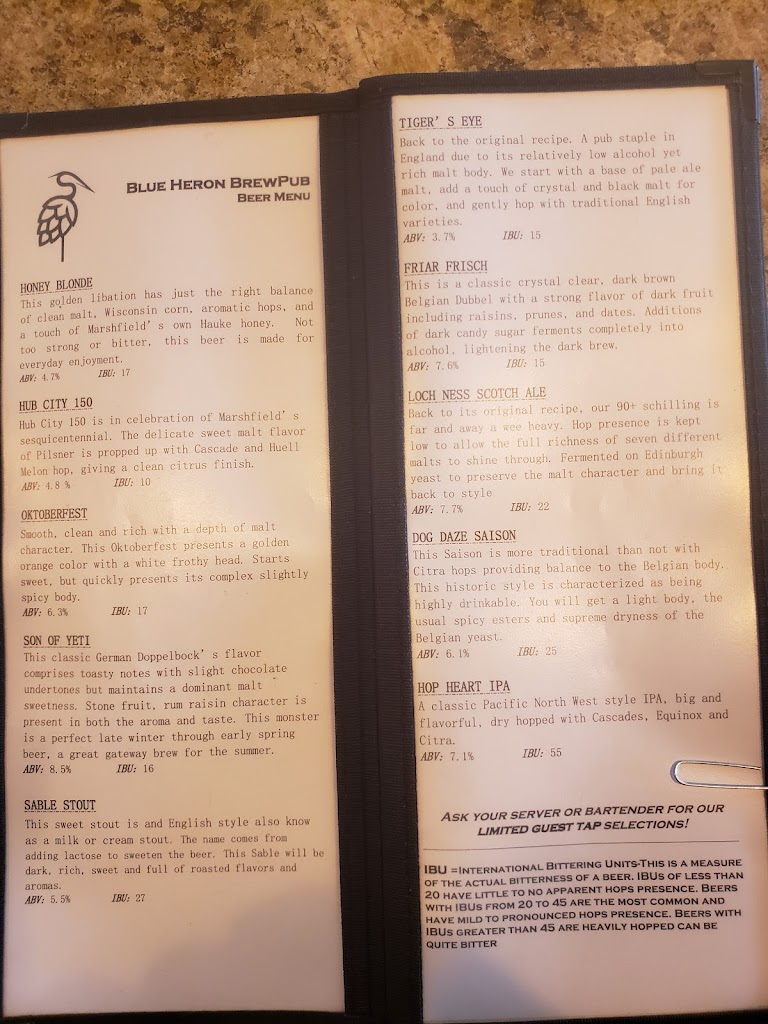 BLUE HERON BREWPUB
BEER MENU
HONEY BLONDE
This golden libation has just the right balance
of clean malt, Wisconsin corn, aromatic hops, and
a touch of Marshfield's own Hauke honey. Not
too strong or bitter, this beer is made for
everyday enjoyment.
ABV: 4.7% IBU: 17
HUB CITY 150
Hub City 150 is in celebration of Marshfield's
sesquicentennial. The delicate sweet malt flavor
of Pilsner is propped up with Cascade and Huell
Melon hop, giving a clean citrus finish.
ABV: 4.8 % IBU: 10
OKTOBERFEST
Smooth, clean and rich with a depth of malt
character. This Oktoberfest presents a golden
orange color with a white frothy head. Starts
sweet, but quickly presents its complex slightly
spicy body.
ABV: 6.3% IBU: 17
SON OF YETI
This classic German Doppelbock's flavor
comprises toasty notes with slight chocolate
undertones but maintains a dominant malt
sweetness. Stone fruit, rum raisin character is
present in both the aroma and taste. This monster
is a perfect late winter through early spring
beer, a great gateway brew for the summer.
ABV: 8.5% IBU: 16
SABLE STOUT
This sweet stout is and English style also know
as a milk or cream stout. The name comes from
adding lactose to sweeten the beer. This Sable will be
dark, rich, sweet and full of roasted flavors and
aromas.
ABV: 5.5% IBU: 27
TIGER'S EYE
Back to the original recipe. A pub staple in
England due to its relatively low alcohol yet
rich malt body. We start with a base of pale ale
malt, add a touch of crystal and black malt for
color, and gently hop with traditional English
varieties.
ABV: 3.7% IBU: 15
FRIAR FRISCH
This is a classic crystal clear, dark brown
Belgian Dubbel with a strong flavor of dark fruit
including raisins, prunes, and dates. Additions
of dark candy sugar ferments completely into
alcohol, lightening the dark brew.
ABV: 7.6% IBU: 15
LOCH NESS SCOTCH ALE
Back to its original recipe, our 90+ schilling is
far and away a wee heavy. Hop presence is kept
low to allow the full richness of seven different
malts to shine through. Fermented on Edinburgh
yeast to preserve the malt character and bring it
back to style
ABV: 7.7% IBU: 22
DOG DAZE SAISON
This Saison is more traditional than not with
Citra hops providing balance to the Belgian body.
This historic style is characterized as being
highly drinkable. You will get a light body, the
usual spicy esters and supreme dryness of the
Belgian yeast.
ABV: 6.1% IBU: 25
HOP HEART IPA
A classic Pacific North West style IPA, big and
flavorful, dry hopped with Cascades, Equinox and
Citra.
ABV: 7.1% IBU: 55
ASK YOUR SERVER OR BARTENDER FOR OUR
LIMITED GUEST TAP SELECTIONS!
IBU =INTERNATIONAL BITTERING UNITS-THIS IS A MEASURE
OF THE ACTUAL BITTERNESS OF A BEER. IBUS OF LESS THAN
20 HAVE LITTLE TO NO APPARENT HOPS PRESENCE. BEERS
WITH IBUS FROM 20 TO 45 ARE THE MOST COMMON AND
HAVE MILD TO PRONOUNCED HOPS PRESENCE. BEERS WITH
IBUS GREATER THAN 45 ARE HEAVILY HOPPED CAN BE
QUITE BITTER